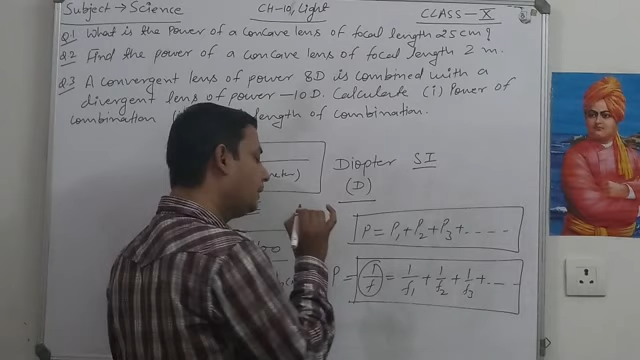 Subject → Science CH-10, Light CLASS-X
Q.1 What is the power of a concave lens of focal length 25cm?
Q.2 Find the power of a concave lens of focal length 2 m.
Q.3 A convergent lens of power 8D is combined with a
divergent lens of power -10D. Calculate (i) Power of
combination length of combination.
Diopter SI
(D)
P = P₁ + P₂ + P₃ + - - - -
P = 1/f = 1/f₁ + 1/f₂ + 1/f₃ + - - -